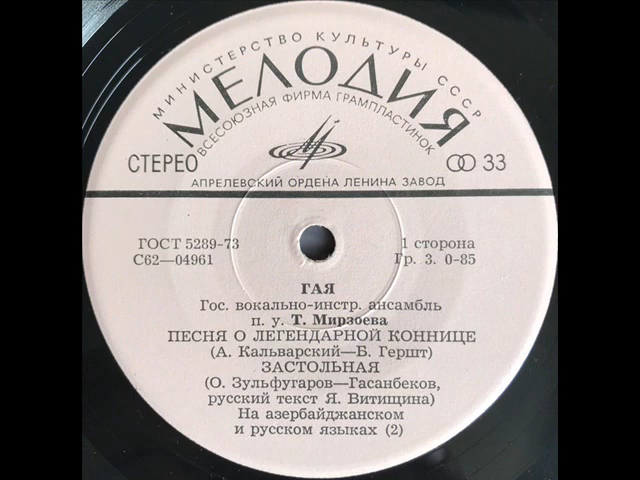 МИНИСТЕРСТВО КУЛЬТУРЫ СССР
МЕЛОДИЯ
ВСЕСОЮЗНАЯ ФИРМА ГРАМПЛАСТИНОК
СТЕРЕО 33
АПРЕЛЕВСКИЙ ОРДЕНА ЛЕНИНА ЗАВОД
ГОСТ 5289-73 1 сторона
С62—04961 Гр. 3. 0-85
ГАЯ
Гос. вокально-инстр. ансамбль
п. у. Т. Мирзоева
ПЕСНЯ О ЛЕГЕНДАРНОЙ КОННИЦЕ
(А. Кальварский—Б. Гершт)
ЗАСТОЛЬНАЯ
(О. Зульфугаров—Гасанбеков,
русский текст Я. Витищина)
На азербайджанском
и русском языках (2)